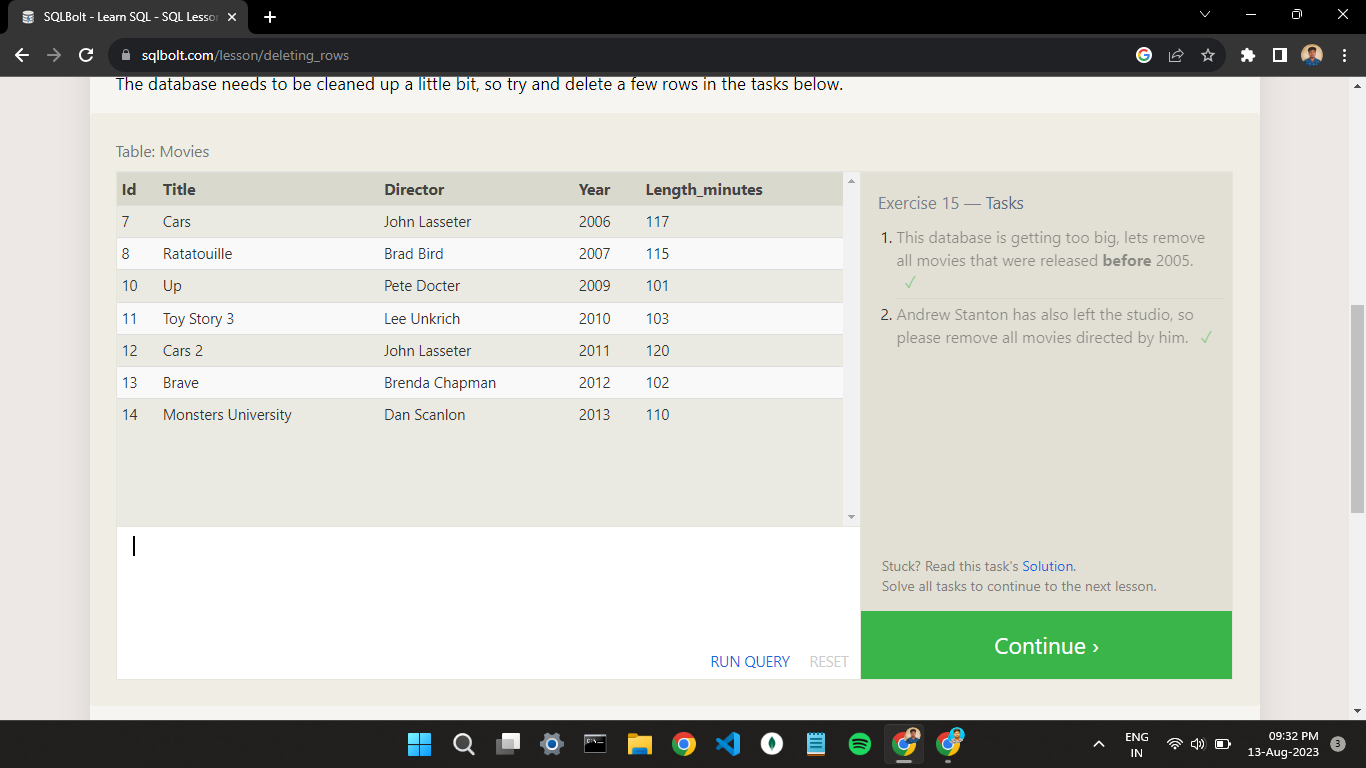 SQLBolt - Learn SQL - SQL Lesson
sqlbolt.com/lesson/deleting_rows
The database needs to be cleaned up a little bit, so try and delete a few rows in the tasks below.
Table: Movies
Id Title Director Year Length_minutes
7 Cars John Lasseter 2006 117
8 Ratatouille Brad Bird 2007 115
10 Up Pete Docter 2009 101
11 Toy Story 3 Lee Unkrich 2010 103
12 Cars 2 John Lasseter 2011 120
13 Brave Brenda Chapman 2012 102
14 Monsters University Dan Scanlon 2013 110
RUN QUERY RESET
Exercise 15 — Tasks
1. This database is getting too big, lets remove
all movies that were released before 2005.
✓
2. Andrew Stanton has also left the studio, so
please remove all movies directed by him. ✓
Stuck? Read this task's Solution.
Solve all tasks to continue to the next lesson.
Continue ›
ENG
IN
09:32 PM
13-Aug-2023
3